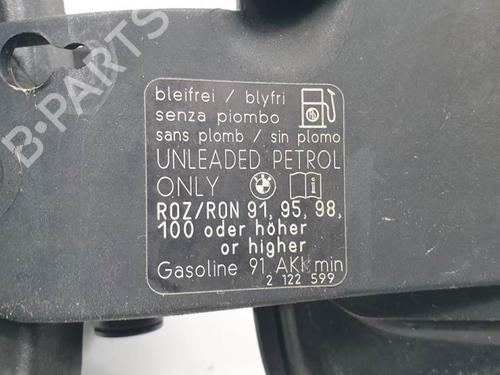 B-PARTS
bleifrei / blyfri
senza piombo
sans plomb / sin plomo
UNLEADED PETROL
ONLY
ROZ/RON 91, 95, 98,
100 oder höher
or higher
Gasoline 91 AKI min
2 122 599